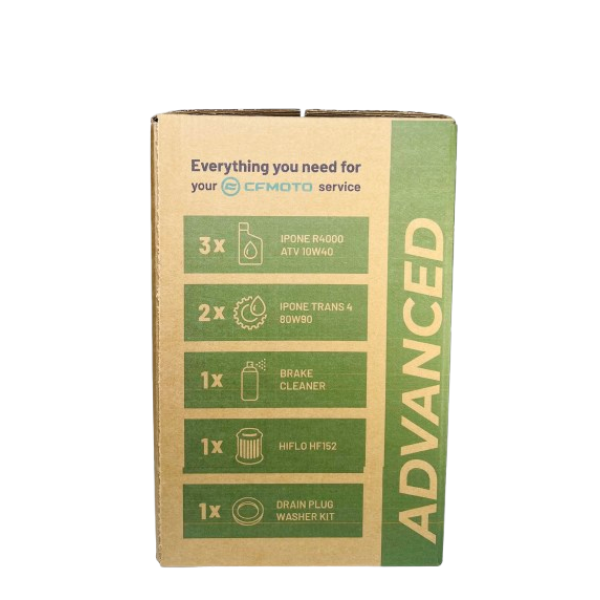 Everything you need for
your CFMOTO service
3x
IPONE R4000
ATV 10W40
2x
IPONE TRANS 4
80W90
1x
BRAKE
CLEANER
1x
HIFLO HF152
1x
DRAIN PLUG
WASHER KIT
ADVANCED